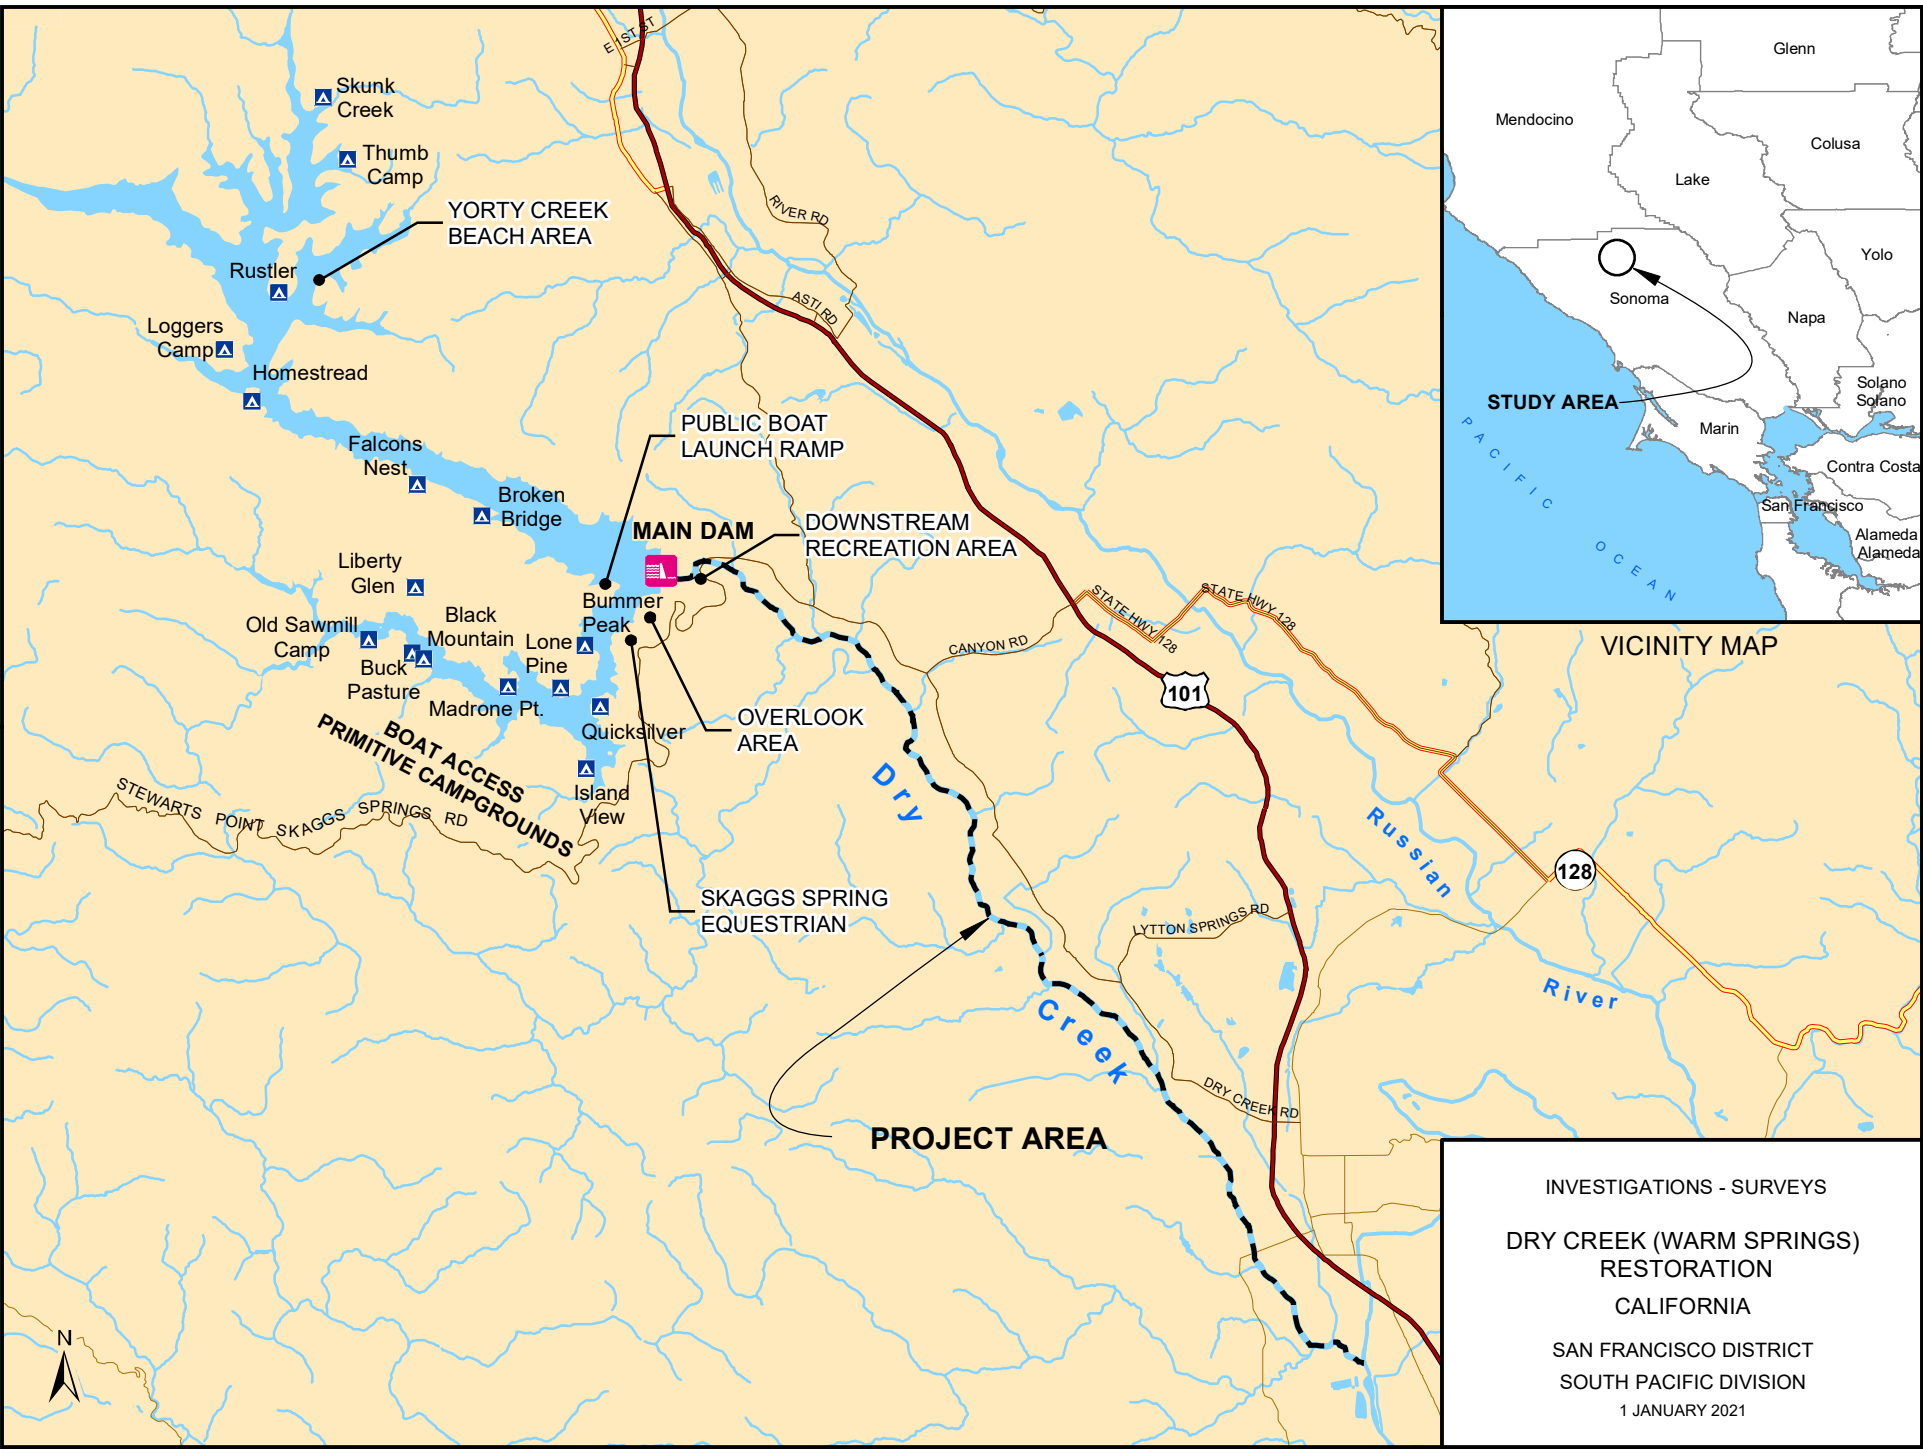 E 1ST ST
Skunk
Creek
Thumb
Camp
YORTY CREEK
BEACH AREA
RIVER RD
Rustler
ASTI RD
Loggers
Camp
Homestread
PUBLIC BOAT
LAUNCH RAMP
Falcons
Nest
Broken
Bridge
MAIN DAM
DOWNSTREAM
RECREATION AREA
Liberty
Glen
Bummer
Peak
Black
Mountain
Old Sawmill
Camp
Lone
Pine
Buck
Pasture
Madrone Pt.
Quicksilver
OVERLOOK
AREA
BOAT ACCESS
PRIMITIVE CAMPGROUNDS
Island
View
STEWARTS POINT SKAGGS SPRINGS RD
SKAGGS SPRING
EQUESTRIAN
CANYON RD
STATE HWY 128
STATE HWY 128
101
128
Dry
Creek
Russian
River
LYTTON SPRINGS RD
DRY CREEK RD
PROJECT AREA
N
Glenn
Mendocino
Colusa
Lake
Yolo
Sonoma
Napa
STUDY AREA
Solano
Solano
Marin
Contra Costa
San Francisco
Alameda
Alameda
PACIFIC
OCEAN
VICINITY MAP
INVESTIGATIONS - SURVEYS
DRY CREEK (WARM SPRINGS)
RESTORATION
CALIFORNIA
SAN FRANCISCO DISTRICT
SOUTH PACIFIC DIVISION
1 JANUARY 2021